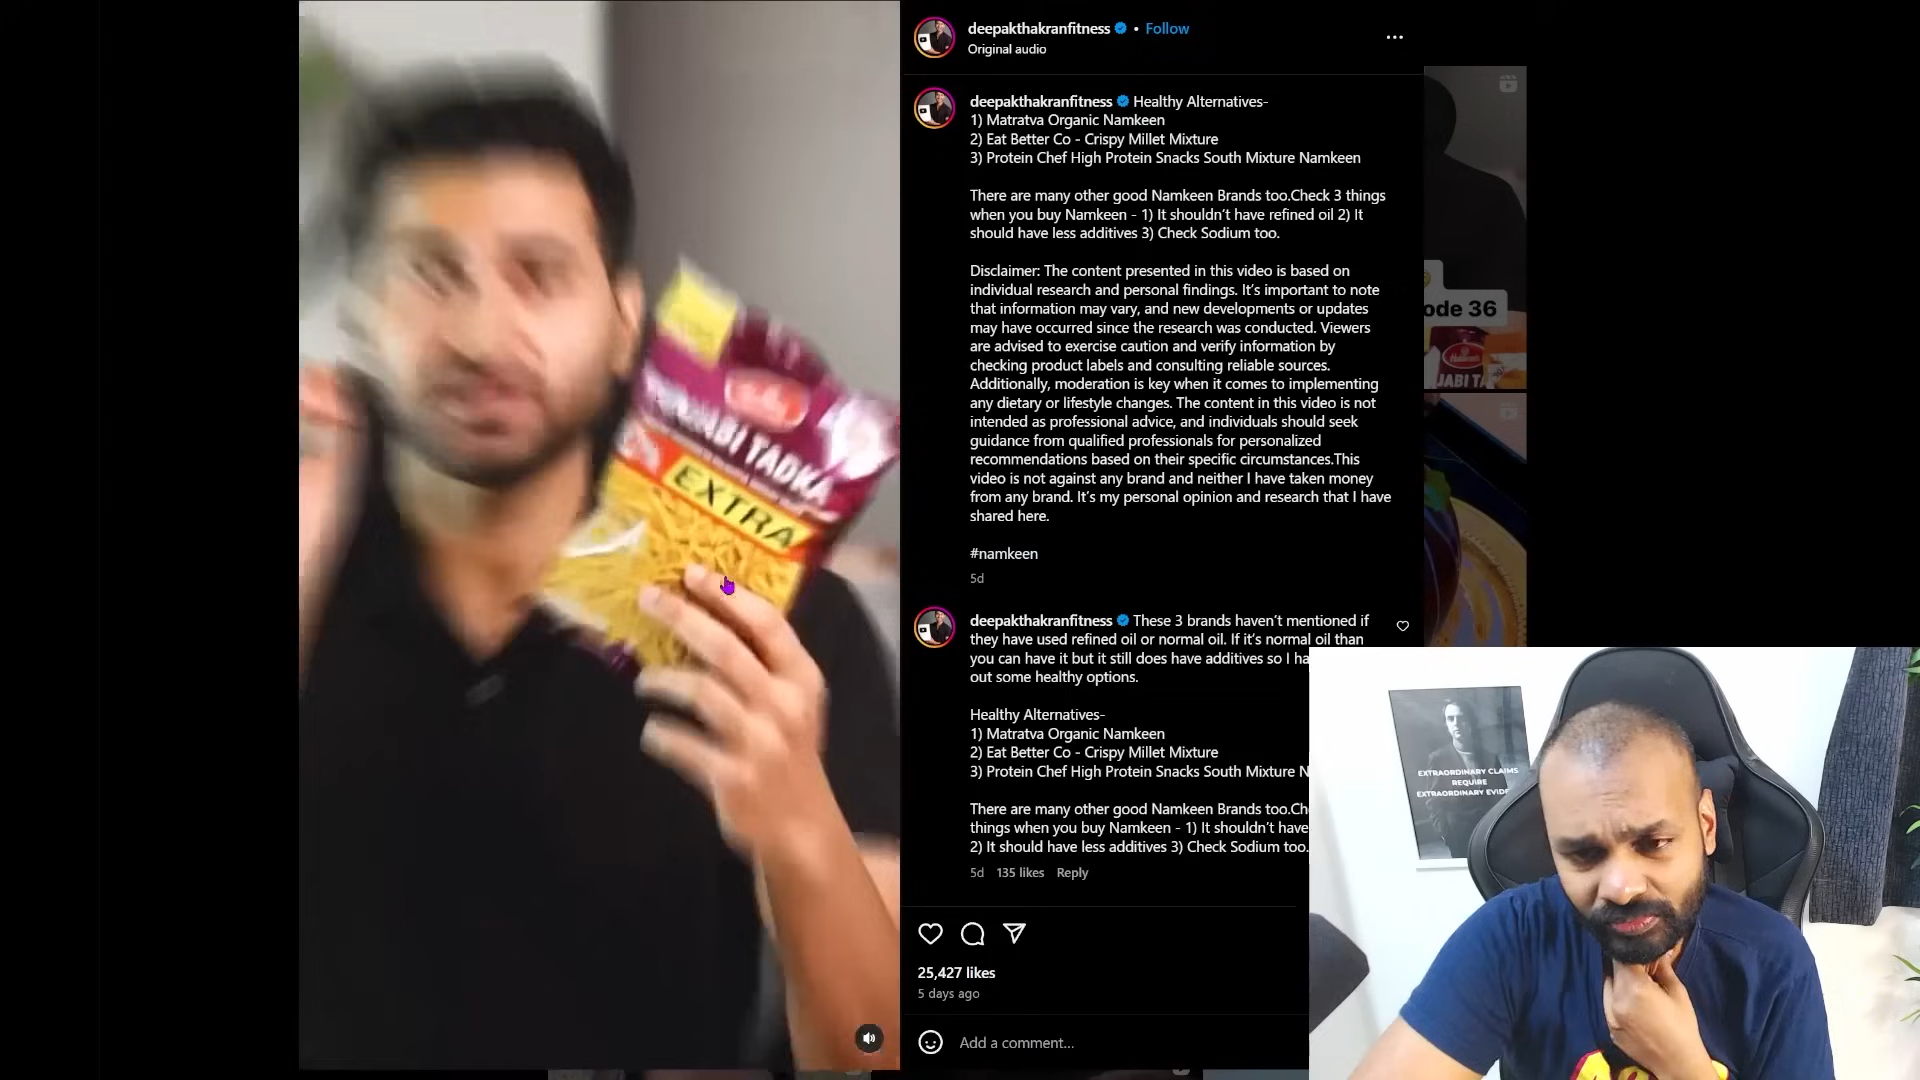 deepakthakranfitness • Follow
Original audio
deepakthakranfitness Healthy Alternatives-
1) Matratva Organic Namkeen
2) Eat Better Co - Crispy Millet Mixture
3) Protein Chef High Protein Snacks South Mixture Namkeen
There are many other good Namkeen Brands too.Check 3 things
when you buy Namkeen - 1) It shouldn't have refined oil 2) It
should have less additives 3) Check Sodium too.
Disclaimer: The content presented in this video is based on
individual research and personal findings. It's important to note
that information may vary, and new developments or updates
may have occurred since the research was conducted. Viewers
are advised to exercise caution and verify information by
checking product labels and consulting reliable sources.
Additionally, moderation is key when it comes to implementing
any dietary or lifestyle changes. The content in this video is not
intended as professional advice, and individuals should seek
guidance from qualified professionals for personalized
recommendations based on their specific circumstances.This
video is not against any brand and neither I have taken money
from any brand. It's my personal opinion and research that I have
shared here.
#namkeen
5d
deepakthakranfitness These 3 brands haven't mentioned if
they have used refined oil or normal oil. If it's normal oil than
you can have it but it still does have additives so I ha
out some healthy options.
Healthy Alternatives-
1) Matratva Organic Namkeen
2) Eat Better Co - Crispy Millet Mixture
3) Protein Chef High Protein Snacks South Mixture N
There are many other good Namkeen Brands too.Che
things when you buy Namkeen - 1) It shouldn't have
2) It should have less additives 3) Check Sodium too.
5d 135 likes Reply
25,427 likes
5 days ago
Add a comment...
TADKA
EXTRA
ode 36
JABI TA
EXTRAORDINARY CLAIMS
REQUIRE
EXTRAORDINARY EVID